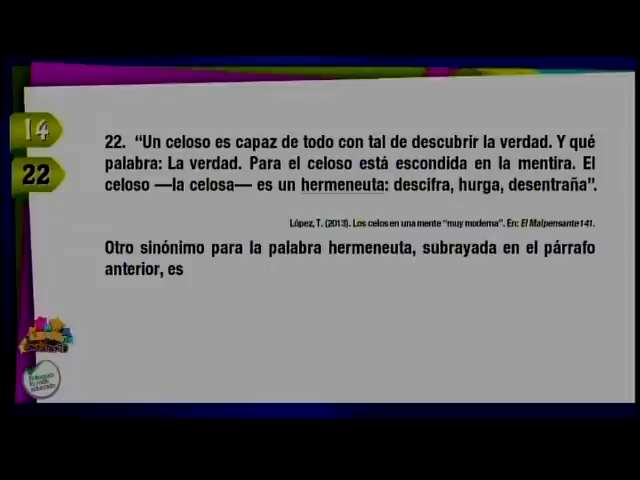 14
22
22. “Un celoso es capaz de todo con tal de descubrir la verdad. Y qué
palabra: La verdad. Para el celoso está escondida en la mentira. El
celoso —la celosa— es un hermeneuta: descifra, hurga, desentraña”.
López, T. (2013). Los celos en una mente “muy moderna”. En: El Malpensante 141.
Otro sinónimo para la palabra hermeneuta, subrayada en el párrafo
anterior, es